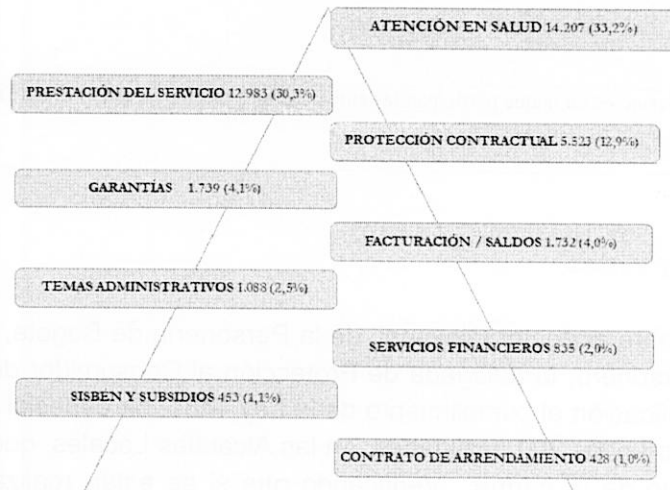 ATENCIÓN EN SALUD 14.207 (33,2%)
PRESTACIÓN DEL SERVICIO 12.983 (30,3%)
PROTECCIÓN CONTRACTUAL 5.523 (12,9%)
GARANTÍAS 1.739 (4,1%)
FACTURACIÓN / SALDOS 1.732 (4,0%)
TEMAS ADMINISTRATIVOS 1.088 (2,5%)
SERVICIOS FINANCIEROS 835 (2,0%)
SISBEN Y SUBSIDIOS 453 (1,1%)
CONTRATO DE ARRENDAMIENTO 428 (1,0%)